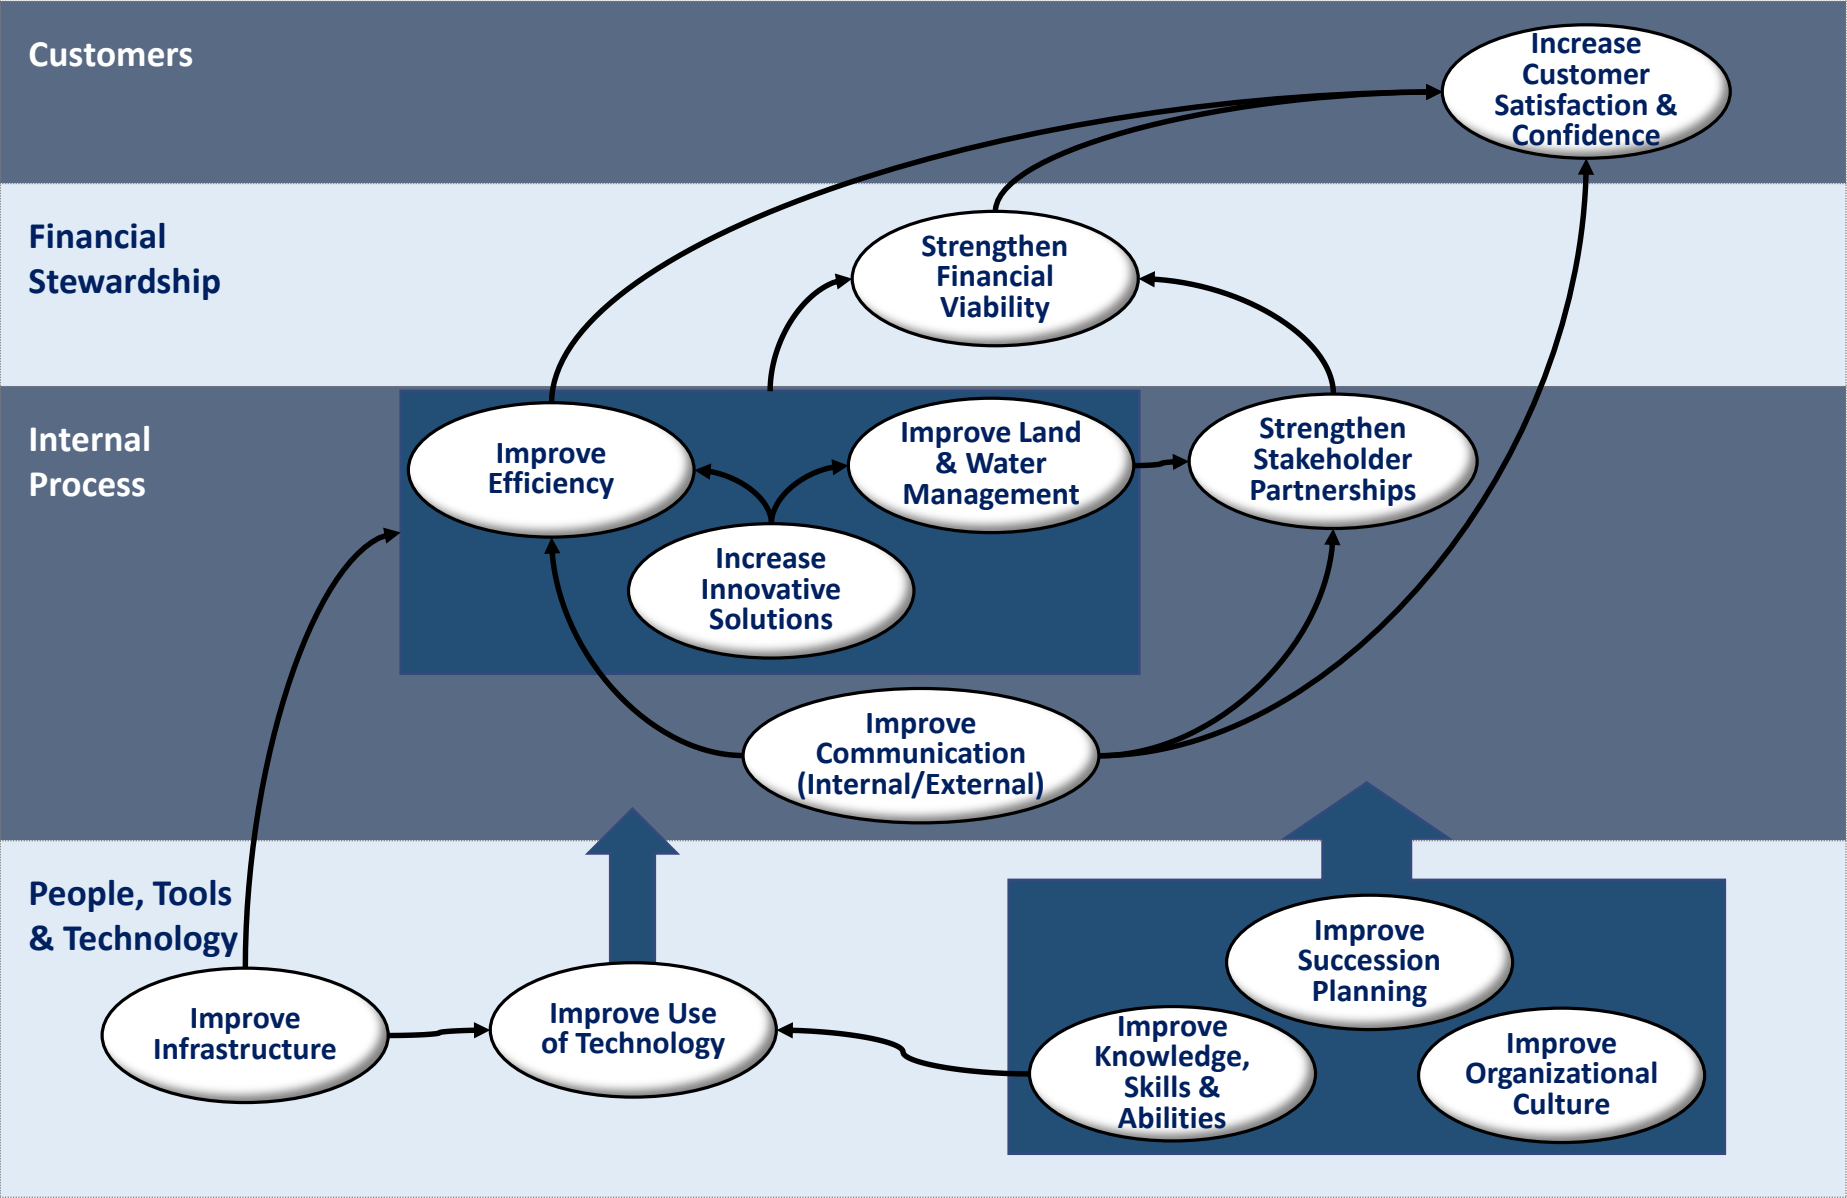 Customers
Increase
Customer
Satisfaction &
Confidence
Financial
Stewardship
Strengthen
Financial
Viability
Internal
Process
Improve
Efficiency
Improve Land
& Water
Management
Strengthen
Stakeholder
Partnerships
Increase
Innovative
Solutions
Improve
Communication
(Internal/External)
People, Tools
& Technology
Improve
Infrastructure
Improve Use
of Technology
Improve
Succession
Planning
Improve
Knowledge,
Skills &
Abilities
Improve
Organizational
Culture